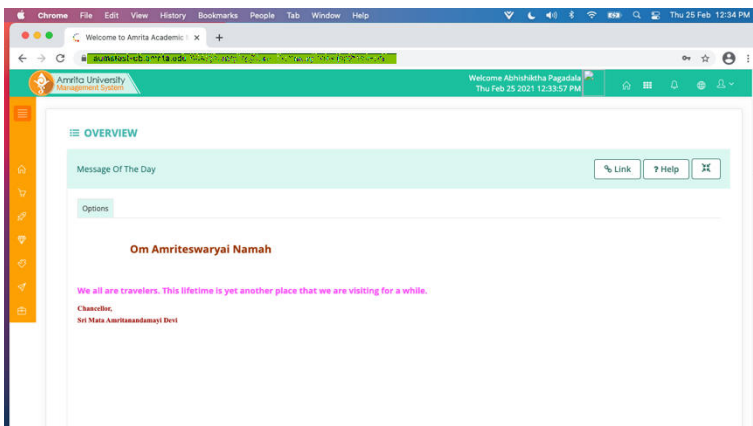 Chrome File Edit View History Bookmarks People Tab Window Help
Thu 25 Feb 12:34 PM
Welcome to Amrita Academic
Amrita University
Management System
Welcome Abhishiktha Pagadala
Thu Feb 25 2021 12:33:57 PM
OVERVIEW
Message Of The Day
Link
? Help
Options
Om Amriteswaryai Namah
We all are travelers. This lifetime is yet another place that we are visiting for a while.
Chancellor,
Sri Mata Amritanandamayi Devi